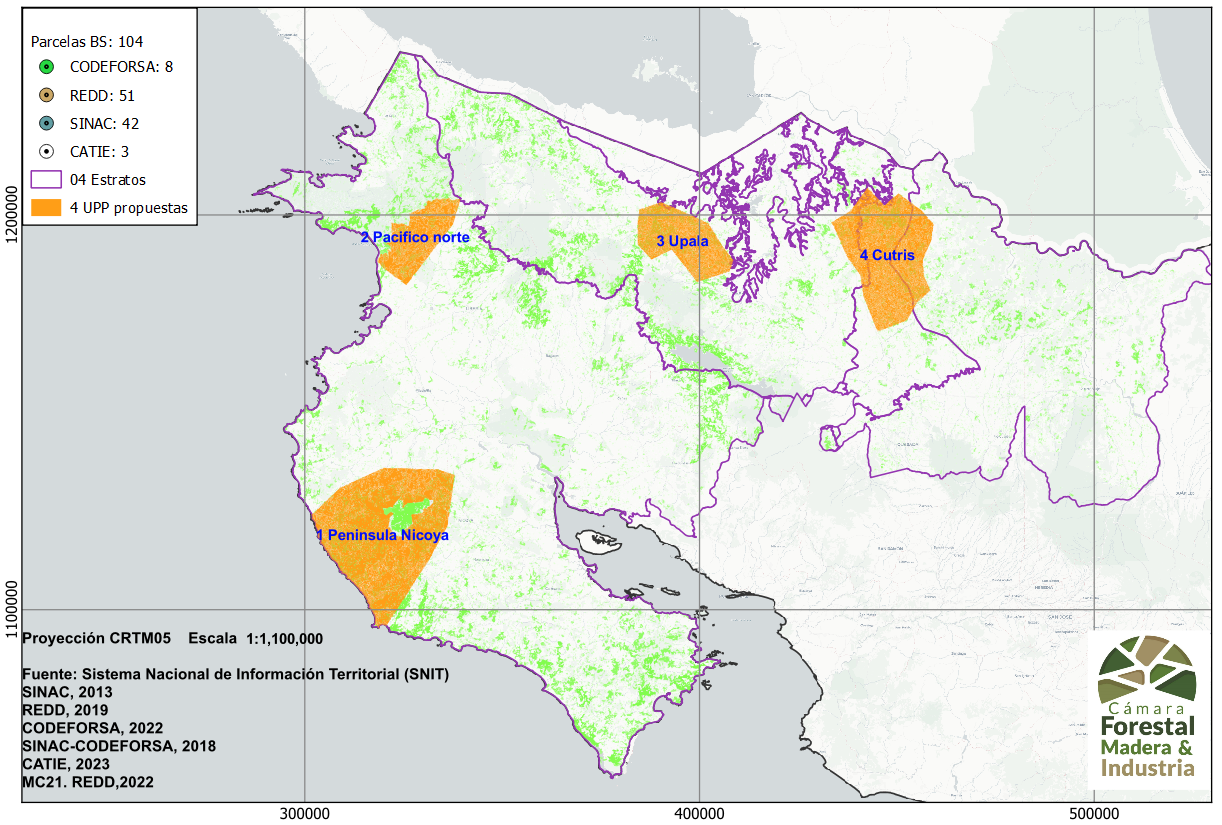 Parcelas BS: 104
CODEFORSA: 8
REDD: 51
SINAC: 42
CATIE: 3
04 Estratos
4 UPP propuestas
1200000
2 Pacifico norte
3 Upala
4 Cutris
1 Peninsula Nicoya
1100000
Proyección CRTM05 Escala 1:1,100,000
Fuente: Sistema Nacional de Información Territorial (SNIT)
SINAC, 2013
REDD, 2019
CODEFORSA, 2022
SINAC-CODEFORSA, 2018
CATIE, 2023
MC21. REDD,2022
SAN JOSÉ
Cámara
Forestal
Madera &
Industria
300000
400000
500000